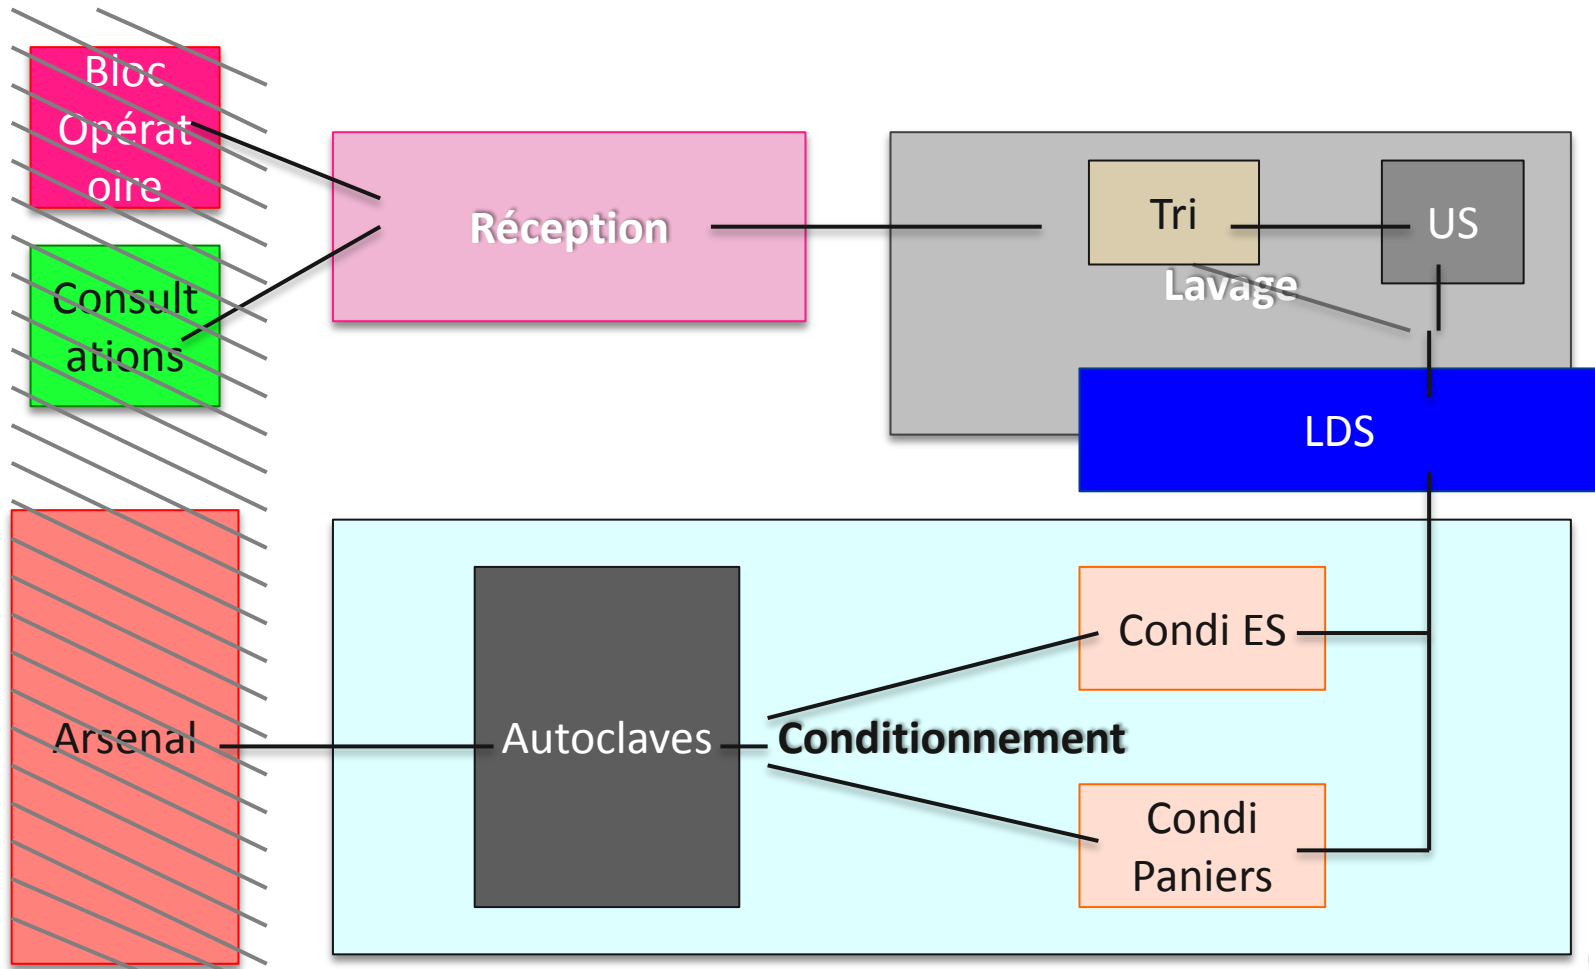 Bloc
Opérat
oire
Consult
ations
Réception
Tri
US
Lavage
LDS
Arsenal
Autoclaves
Conditionnement
Condi ES
Condi
Paniers